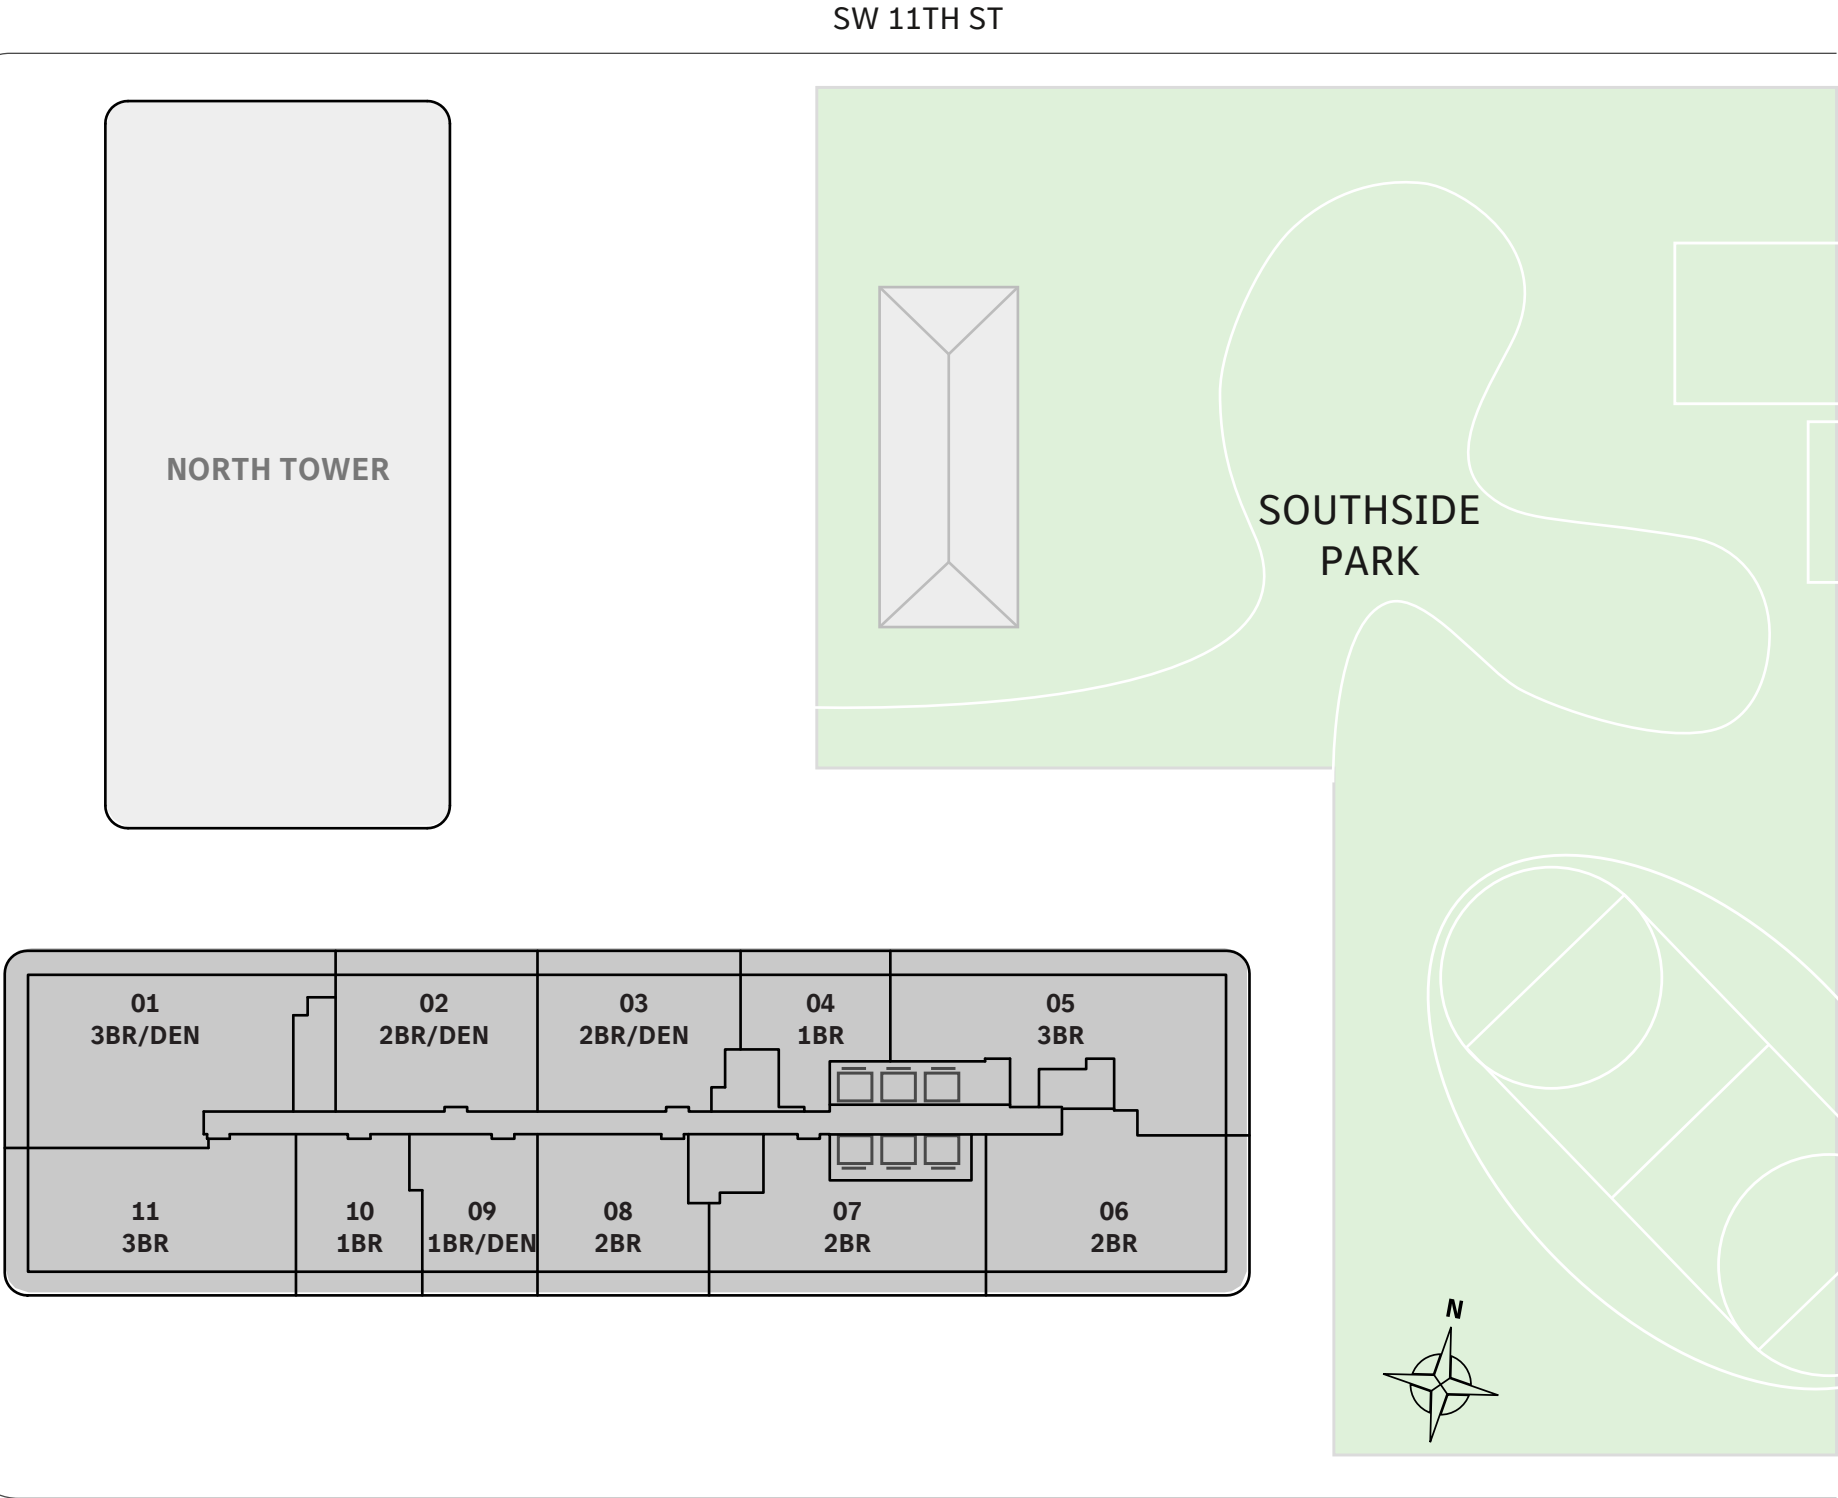 SW 11TH ST
NORTH TOWER
SOUTHSIDE
PARK
01
3BR/DEN
02
2BR/DEN
03
2BR/DEN
04
1BR
05
3BR
11
3BR
10
1BR
09
1BR/DEN
08
2BR
07
2BR
06
2BR
N